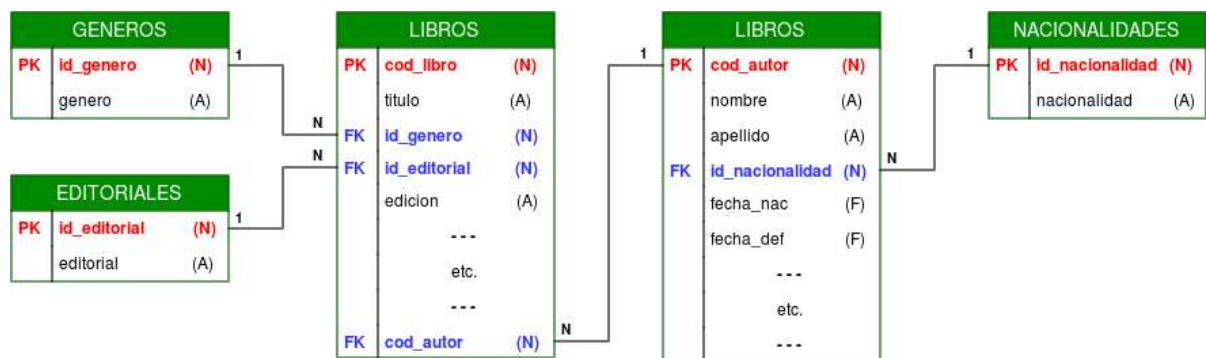 GENEROS
PK id_genero (N)
genero (A)
EDITORIALES
PK id_editorial (N)
editorial (A)
1
N
N
1
LIBROS
PK cod_libro (N)
titulo (A)
FK id_genero (N)
FK id_editorial (N)
edicion (A)
---
etc.
---
FK cod_autor (N)
N
1
LIBROS
PK cod_autor (N)
nombre (A)
apellido (A)
FK id_nacionalidad (N)
fecha_nac (F)
fecha_def (F)
---
etc.
---
N
1
NACIONALIDADES
PK id_nacionalidad (N)
nacionalidad (A)